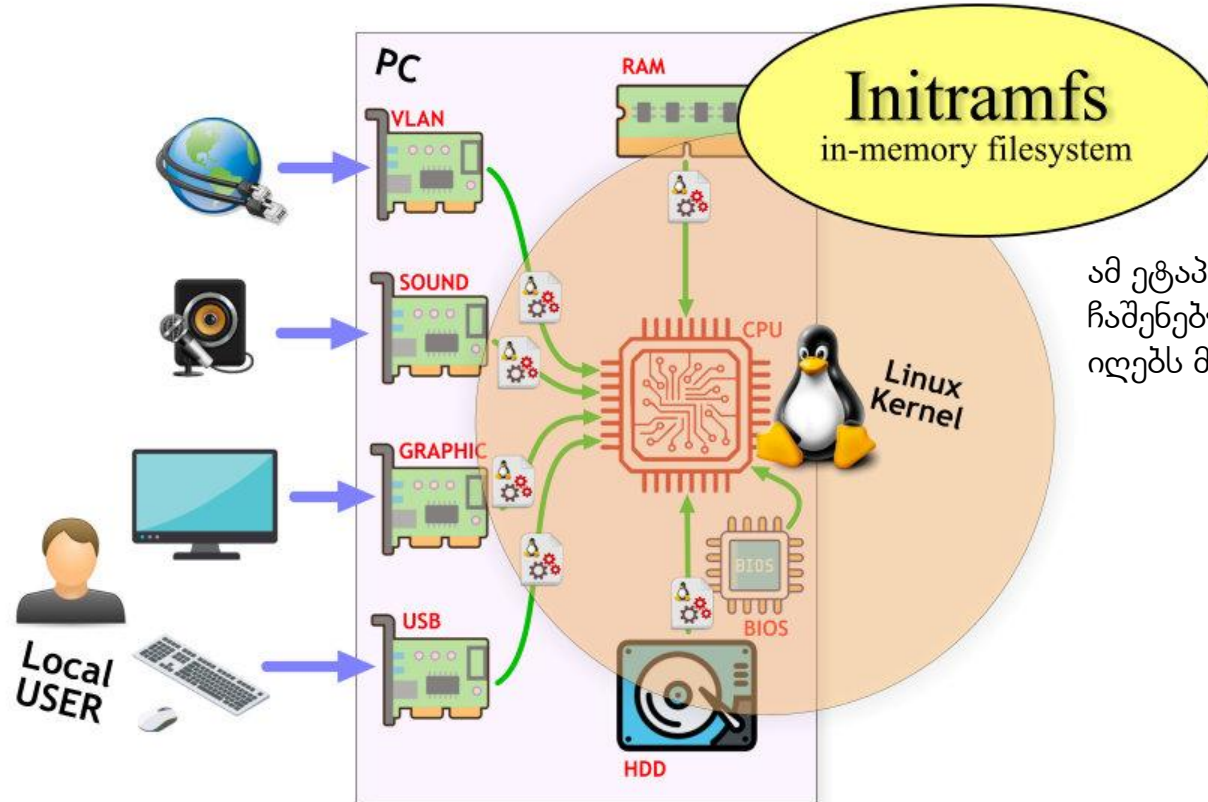 PC
RAM
Initramfs
in-memory filesystem
VLAN
SOUND
CPU
Linux
Kernel
ამ ეტაპ
ჩაშენებ
იღებს მ
GRAPHIC
BIOS
BIOS
USB
Local
USER
HDD